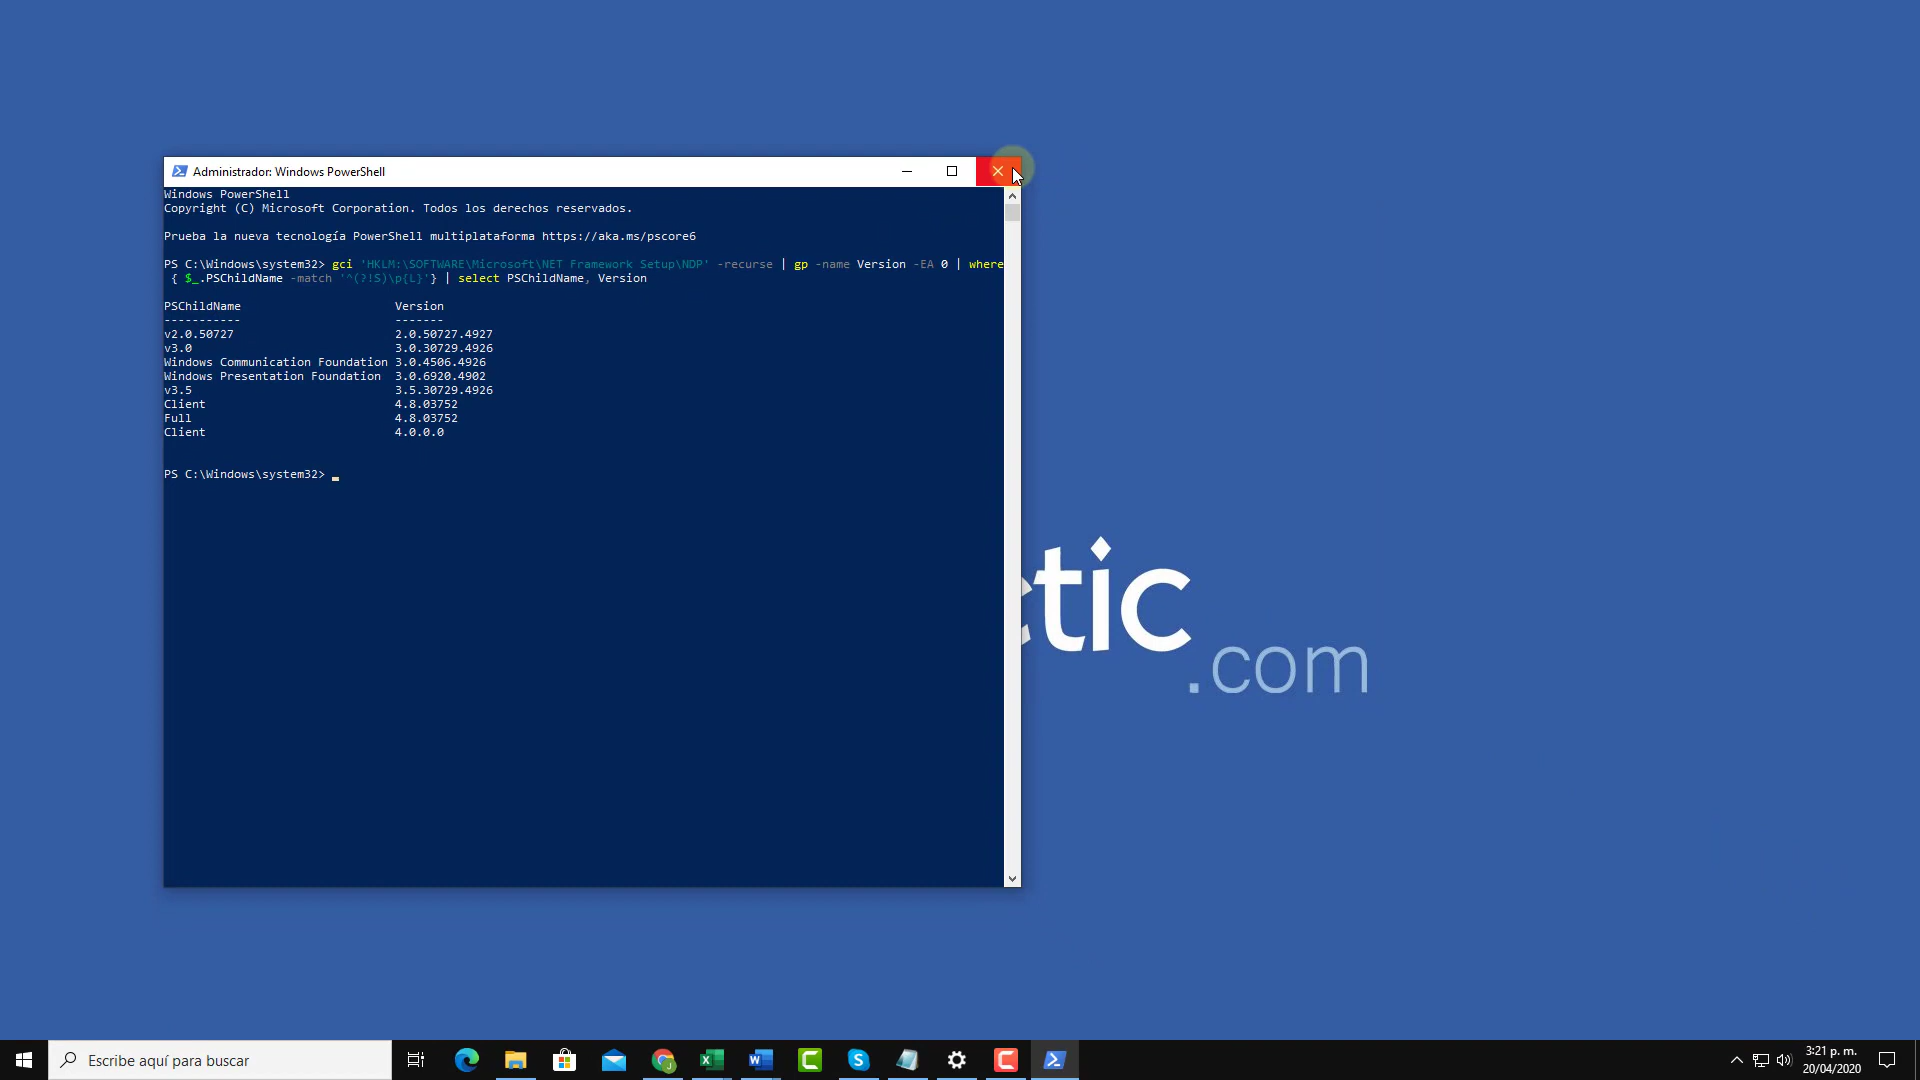 Administrador: Windows PowerShell
Windows PowerShell
Copyright (C) Microsoft Corporation. Todos los derechos reservados.
Prueba la nueva tecnología PowerShell multiplataforma https://aka.ms/pscore6
PS C:\Windows\system32> gci 'HKLM:\SOFTWARE\Microsoft\NET Framework Setup\NDP' -recurse | gp -name Version -EA 0 | where
{ $_.PSChildName -match '^(?!S)\p{L}'} | select PSChildName, Version
PSChildName Version
----------- -------
v2.0.50727 2.0.50727.4927
v3.0 3.0.30729.4926
Windows Communication Foundation 3.0.4506.4926
Windows Presentation Foundation 3.0.6920.4902
v3.5 3.5.30729.4926
Client 4.8.03752
Full 4.8.03752
Client 4.0.0.0
PS C:\Windows\system32>
tic
.com
Escribe aquí para buscar
3:21 p. m.
20/04/2020